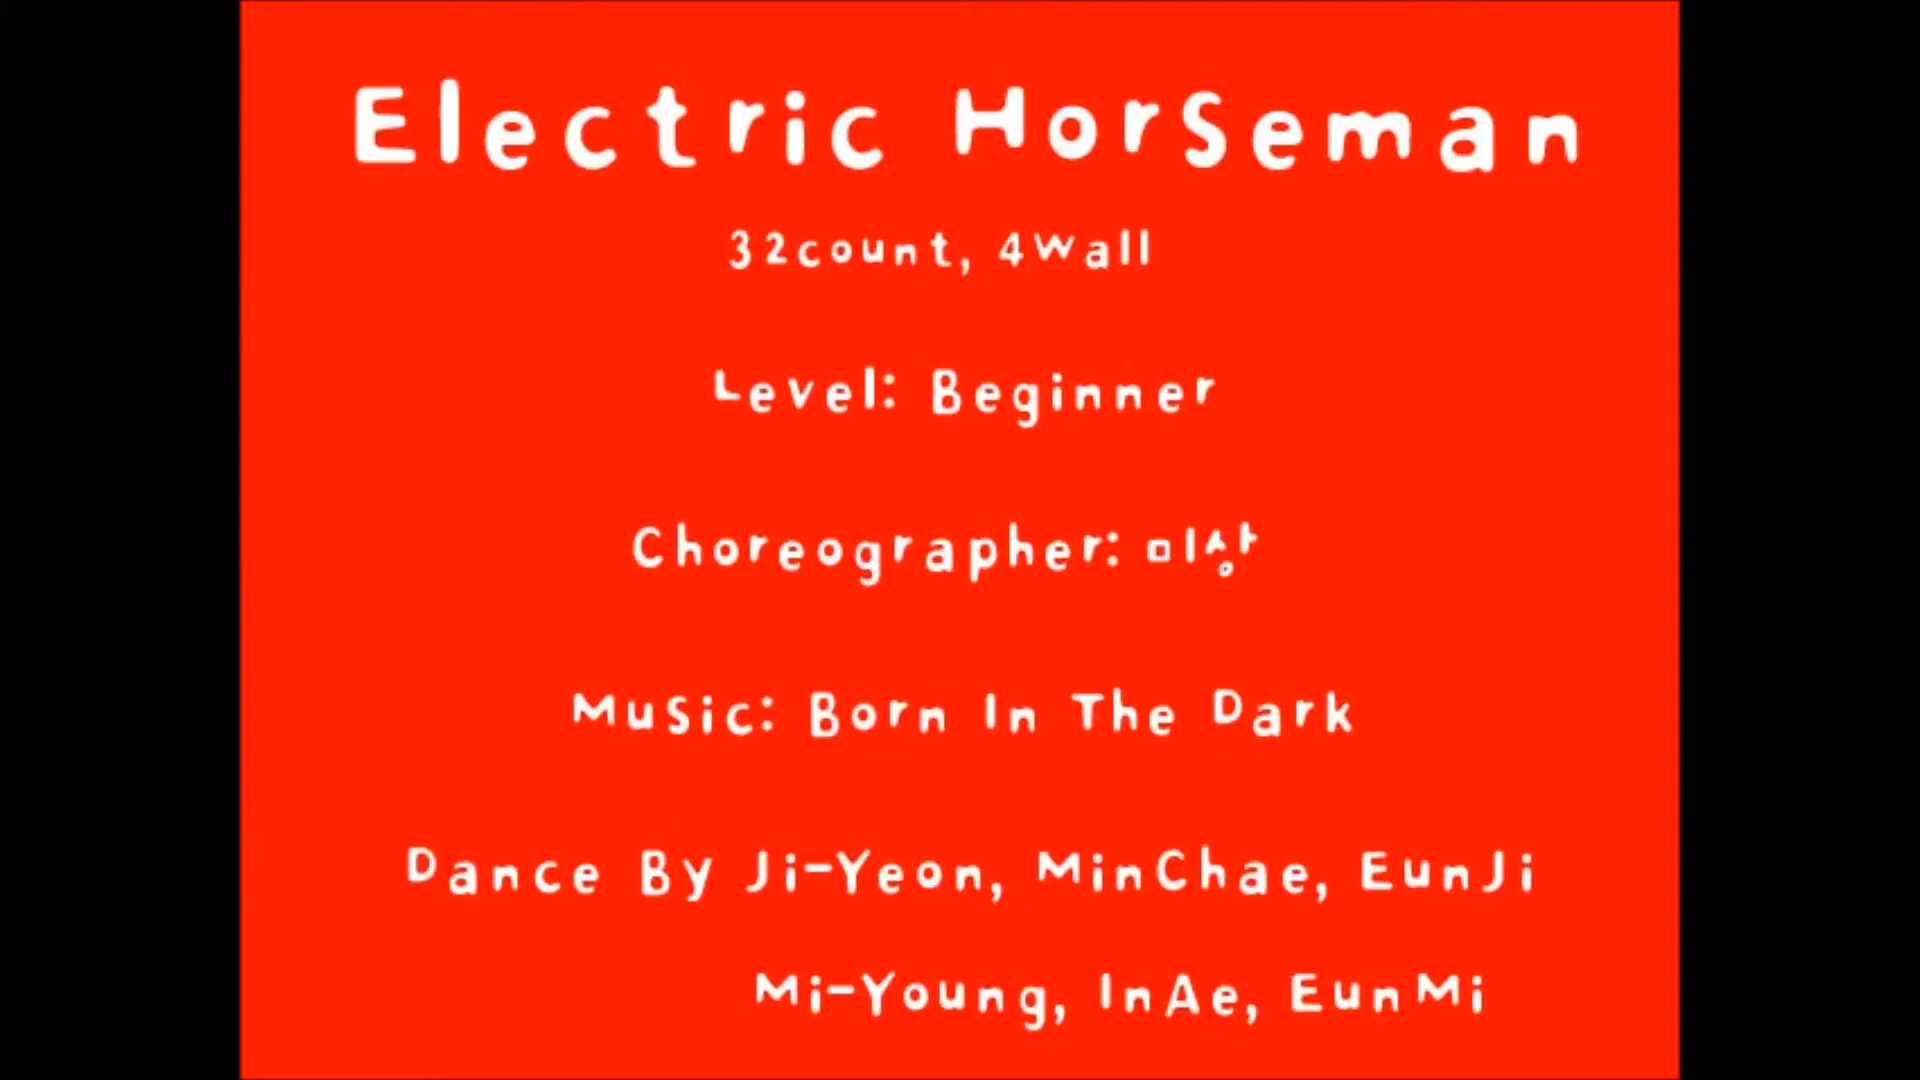 Electric Horseman
32count, 4wall
Level: Beginner
Choreographer: 미상
Music: Born In The Dark
Dance By Ji-Yeon, MinChae, EunJi
Mi-Young, InAe, EunMi